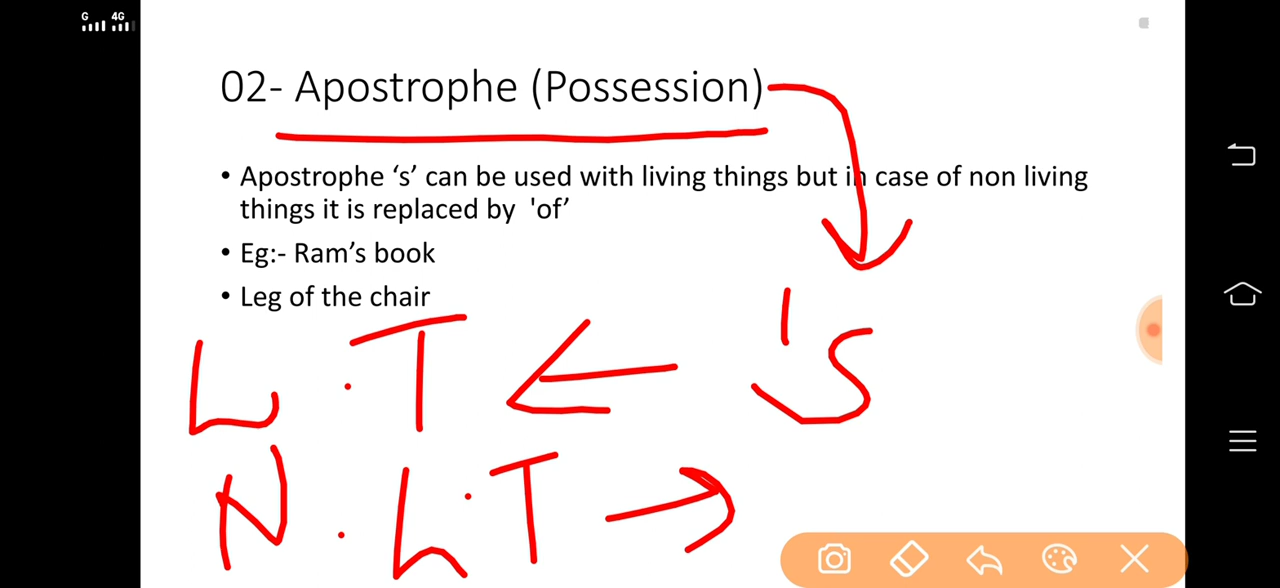 G 4G
02- Apostrophe (Possession)
• Apostrophe ‘s’ can be used with living things but in case of non living
things it is replaced by 'of’
• Eg:- Ram’s book
• Leg of the chair
L.T ← 's
N.L.T →